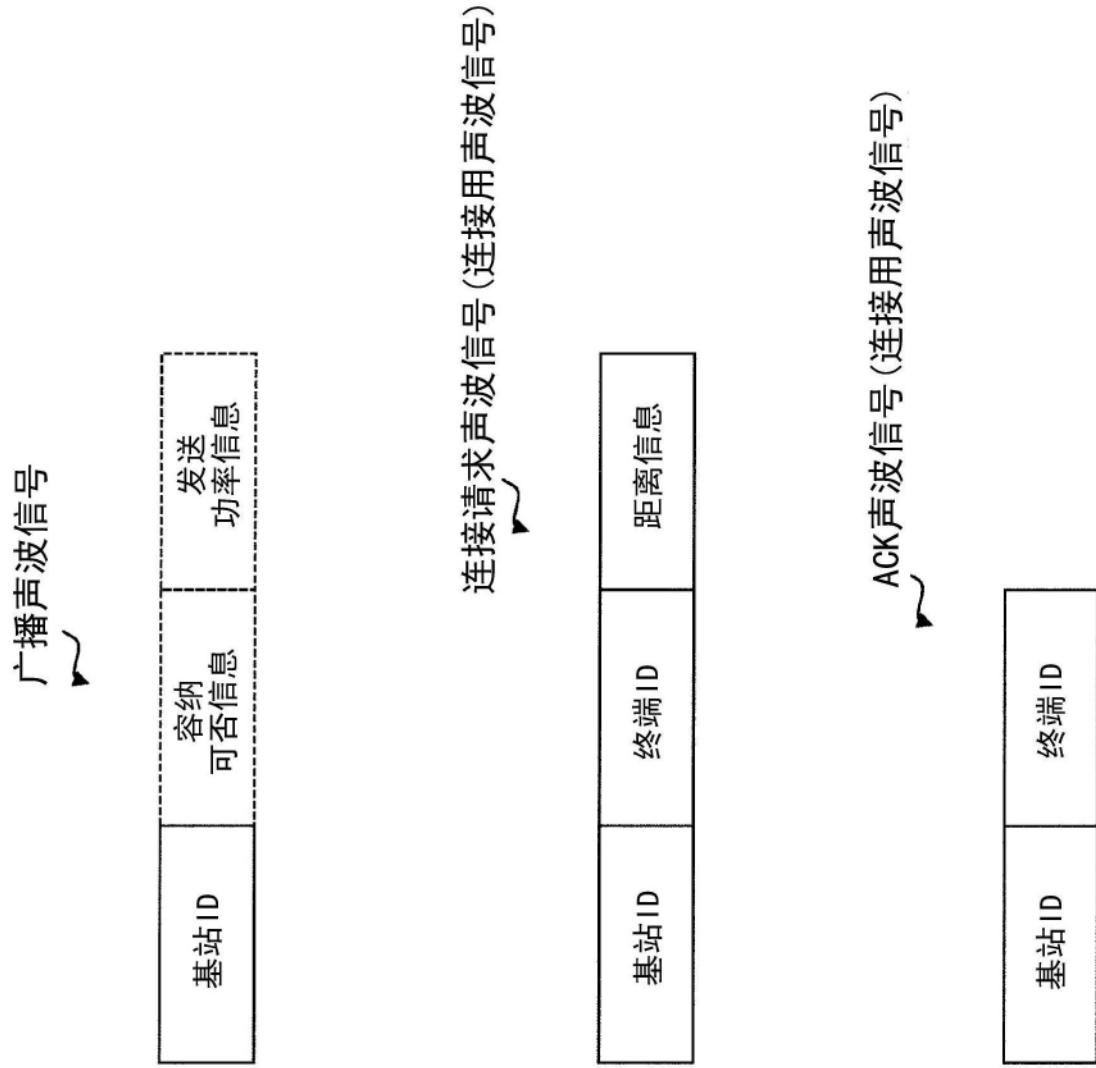 广播声波信号
基站ID
容纳
可否信息
发送
功率信息
连接请求声波信号(连接用声波信号)
基站ID
终端ID
距离信息
ACK声波信号(连接用声波信号)
基站ID
终端ID